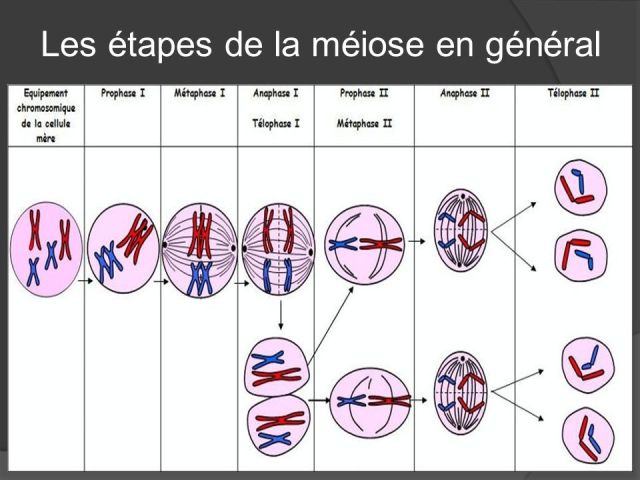 Les étapes de la méiose en général
Equipement
chromosomique
de la cellule
mère
Prophase I
Métaphase I
Anaphase I
Télophase I
Prophase II
Métaphase II
Anaphase II
Télophase II